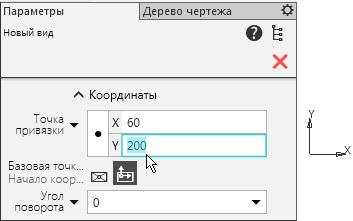 Параметры
Дерево чертежа
Новый вид
Координаты
Точка привязки
X 60
Y 200
Базовая точк...
Начало коор...
Угол поворота
0
Y
X